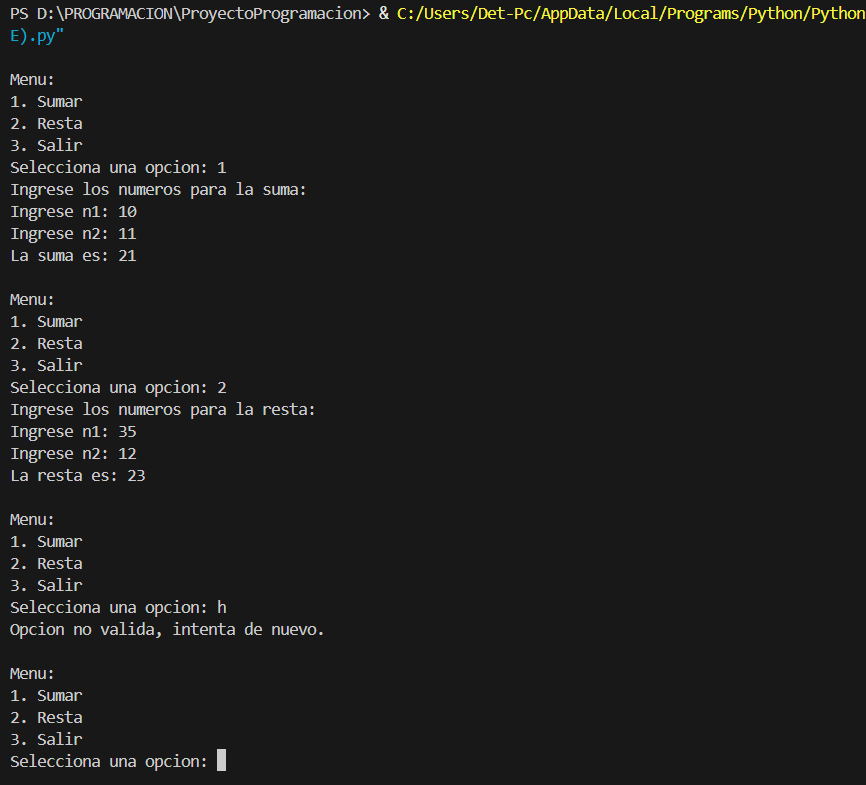 PS D:\PROGRAMACION\ProyectoProgramacion> & C:/Users/Det-Pc/AppData/Local/Programs/Python/Python
E).py"
Menu:
1. Sumar
2. Resta
3. Salir
Selecciona una opcion: 1
Ingrese los numeros para la suma:
Ingrese n1: 10
Ingrese n2: 11
La suma es: 21
Menu:
1. Sumar
2. Resta
3. Salir
Selecciona una opcion: 2
Ingrese los numeros para la resta:
Ingrese n1: 35
Ingrese n2: 12
La resta es: 23
Menu:
1. Sumar
2. Resta
3. Salir
Selecciona una opcion: h
Opcion no valida, intenta de nuevo.
Menu:
1. Sumar
2. Resta
3. Salir
Selecciona una opcion: